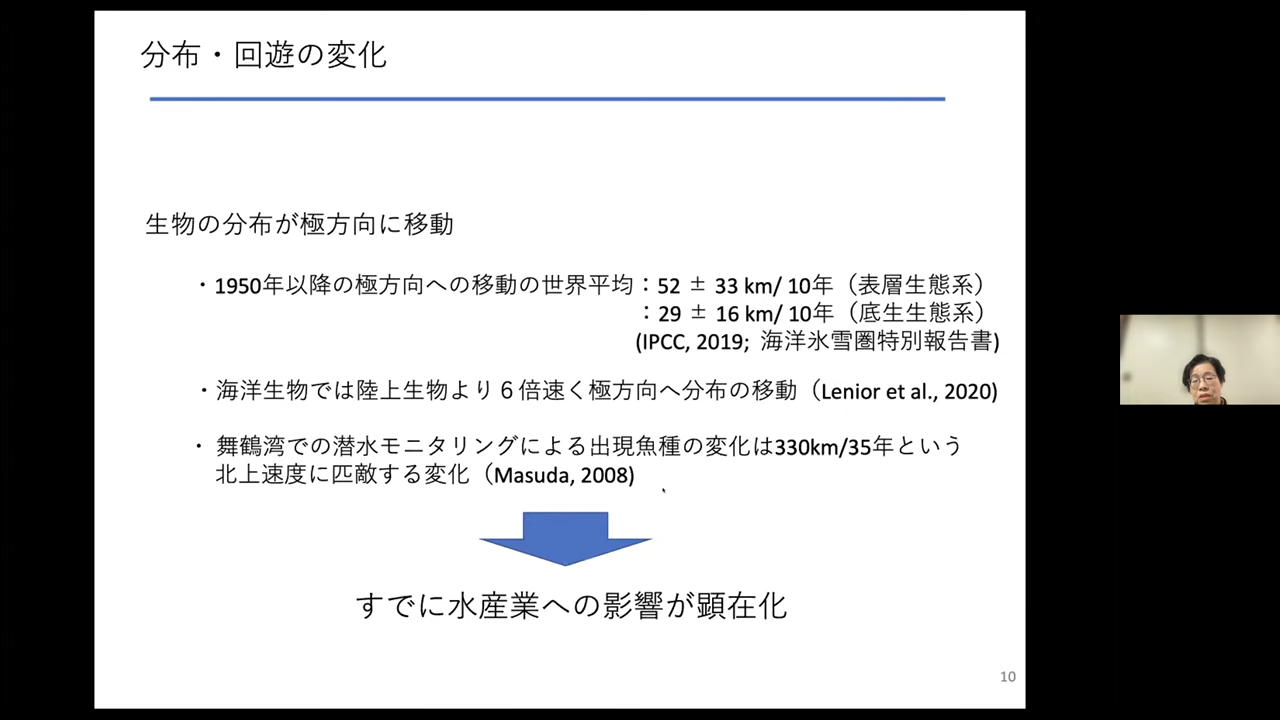 分布・回遊の変化
生物の分布が極方向に移動
・1950年以降の極方向への移動の世界平均：52 ± 33 km/ 10年（表層生態系）
：29 ± 16 km/ 10年（底生生態系）
(IPCC, 2019; 海洋氷雪圏特別報告書)
・海洋生物では陸上生物より６倍速く極方向へ分布の移動（Lenior et al., 2020)
・ 舞鶴湾での潜水モニタリングによる出現魚種の変化は330km/35年という
北上速度に匹敵する変化（Masuda, 2008)
すでに水産業への影響が顕在化
10